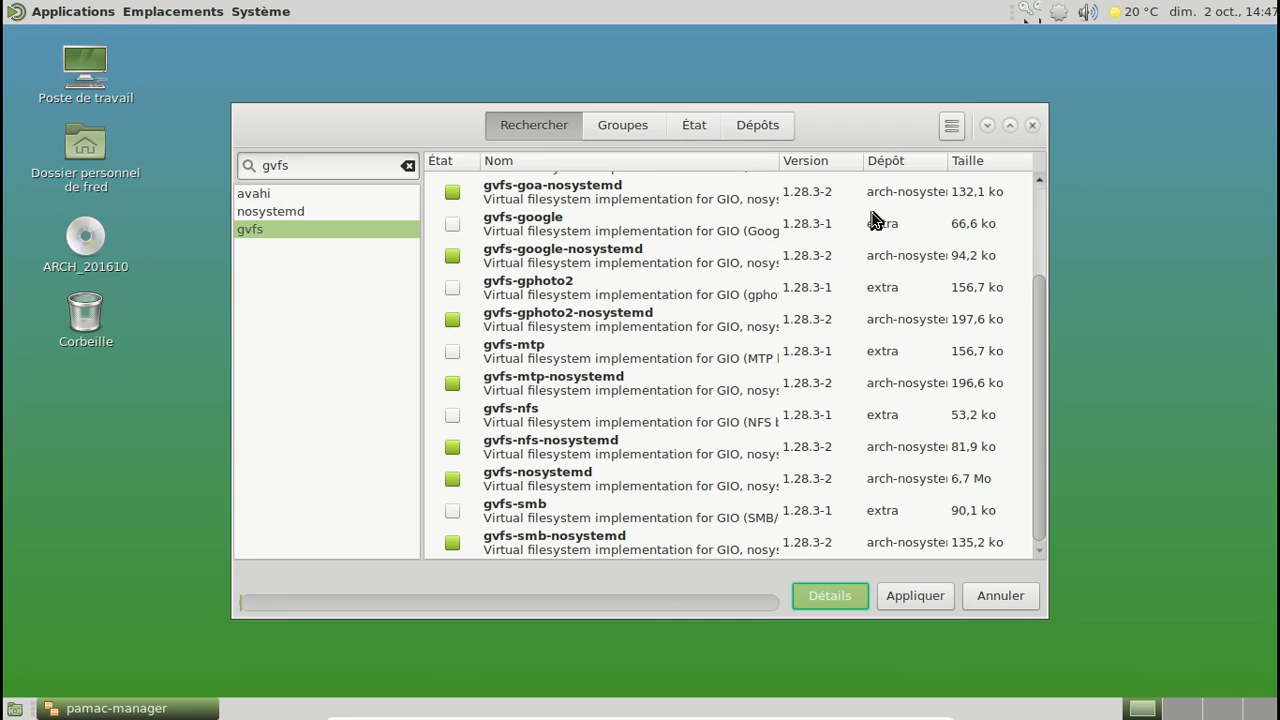 Applications Emplacements Système
20 °C dim. 2 oct., 14:47
Poste de travail
Dossier personnel
de fred
ARCH_201610
Corbeille
Rechercher Groupes État Dépôts
gvfs
avahi
nosystemd
gvfs
État Nom Version Dépôt Taille
gvfs-goa-nosystemd
Virtual filesystem implementation for GIO, nosys 1.28.3-2 arch-nosyster 132,1 ko
gvfs-google
Virtual filesystem implementation for GIO (Goog 1.28.3-1 extra 66,6 ko
gvfs-google-nosystemd
Virtual filesystem implementation for GIO, nosys 1.28.3-2 arch-nosyster 94,2 ko
gvfs-gphoto2
Virtual filesystem implementation for GIO (gpho 1.28.3-1 extra 156,7 ko
gvfs-gphoto2-nosystemd
Virtual filesystem implementation for GIO, nosys 1.28.3-2 arch-nosyster 197,6 ko
gvfs-mtp
Virtual filesystem implementation for GIO (MTP 1.28.3-1 extra 156,7 ko
gvfs-mtp-nosystemd
Virtual filesystem implementation for GIO, nosys 1.28.3-2 arch-nosyster 196,6 ko
gvfs-nfs
Virtual filesystem implementation for GIO (NFS 1.28.3-1 extra 53,2 ko
gvfs-nfs-nosystemd
Virtual filesystem implementation for GIO, nosys 1.28.3-2 arch-nosyster 81,9 ko
gvfs-nosystemd
Virtual filesystem implementation for GIO, nosys 1.28.3-2 arch-nosyster 6,7 Mo
gvfs-smb
Virtual filesystem implementation for GIO (SMB/ 1.28.3-1 extra 90,1 ko
gvfs-smb-nosystemd
Virtual filesystem implementation for GIO, nosys 1.28.3-2 arch-nosyster 135,2 ko
Détails Appliquer Annuler
pamac-manager